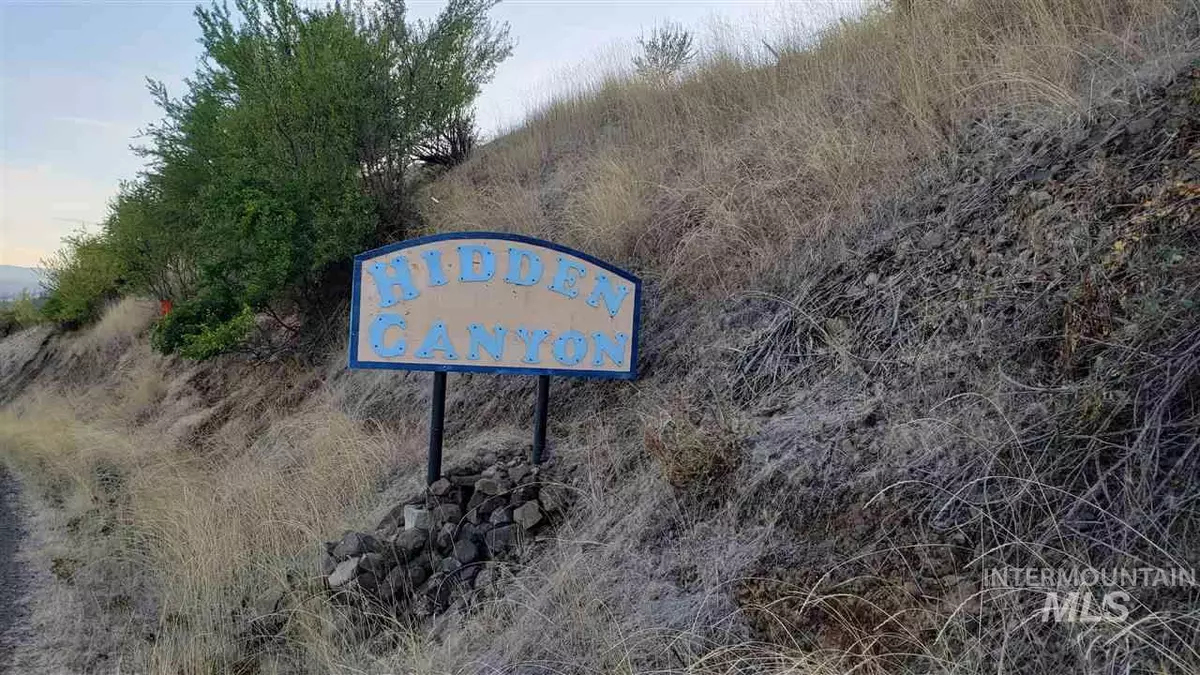 HIDDEN
CANYON
INTERMOUNTAIN
MLS